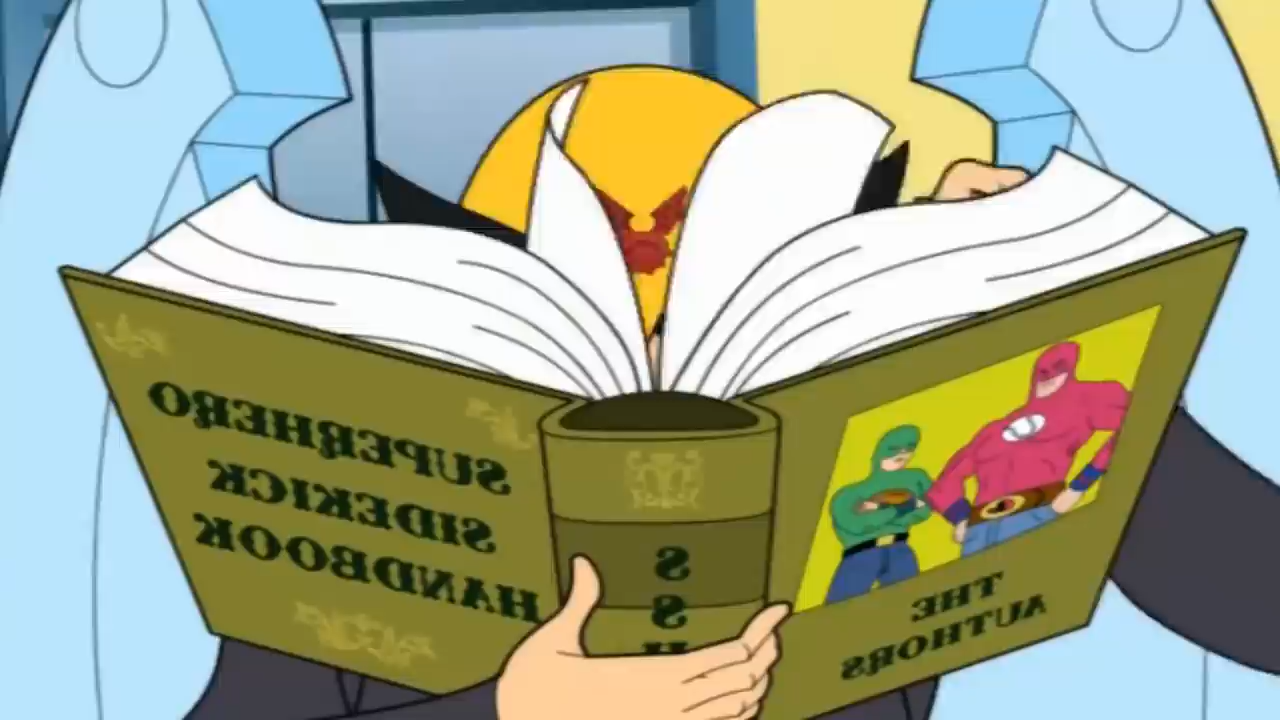 SUPERHERO
SIDEKICK
HANDBOOK
S
S
H
THE
AUTHORS